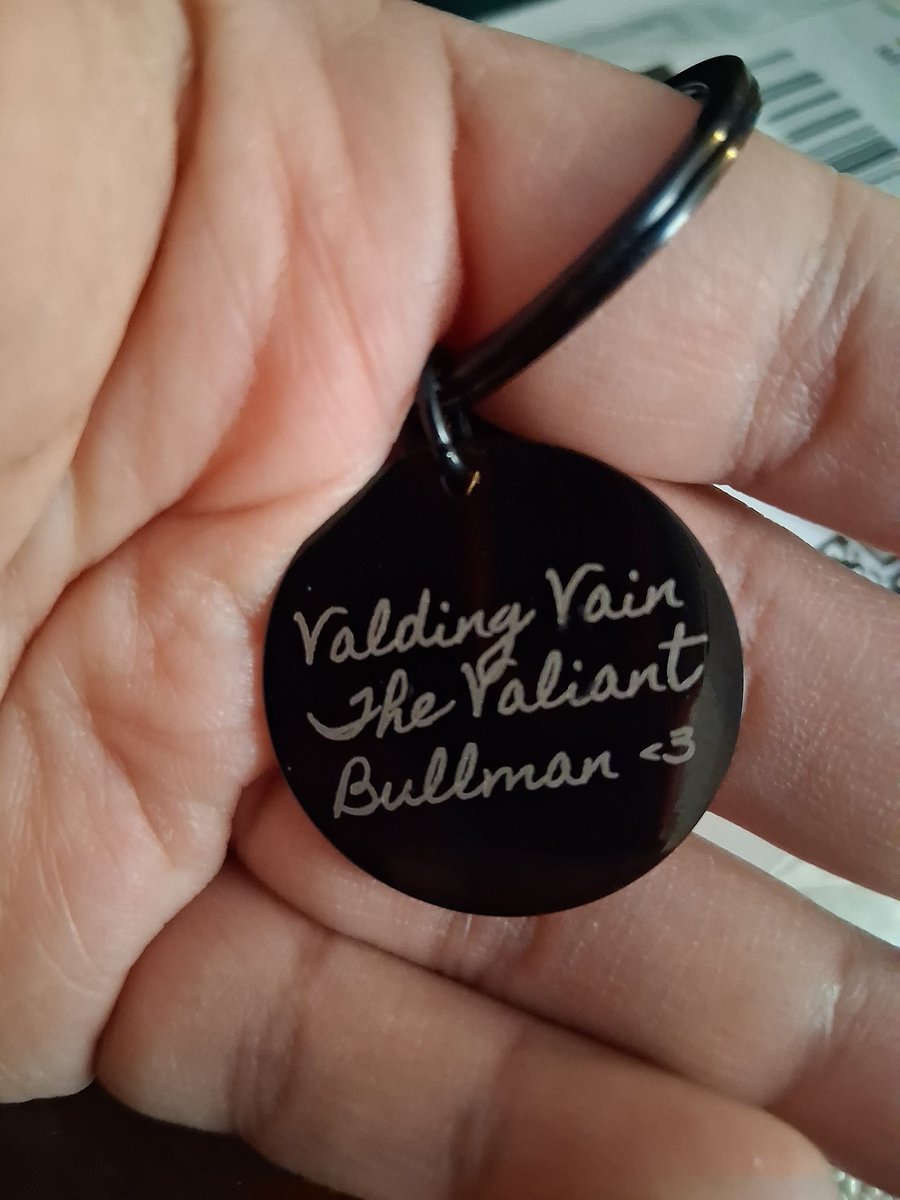 Valding Vain
The Valiant
Bullman <3